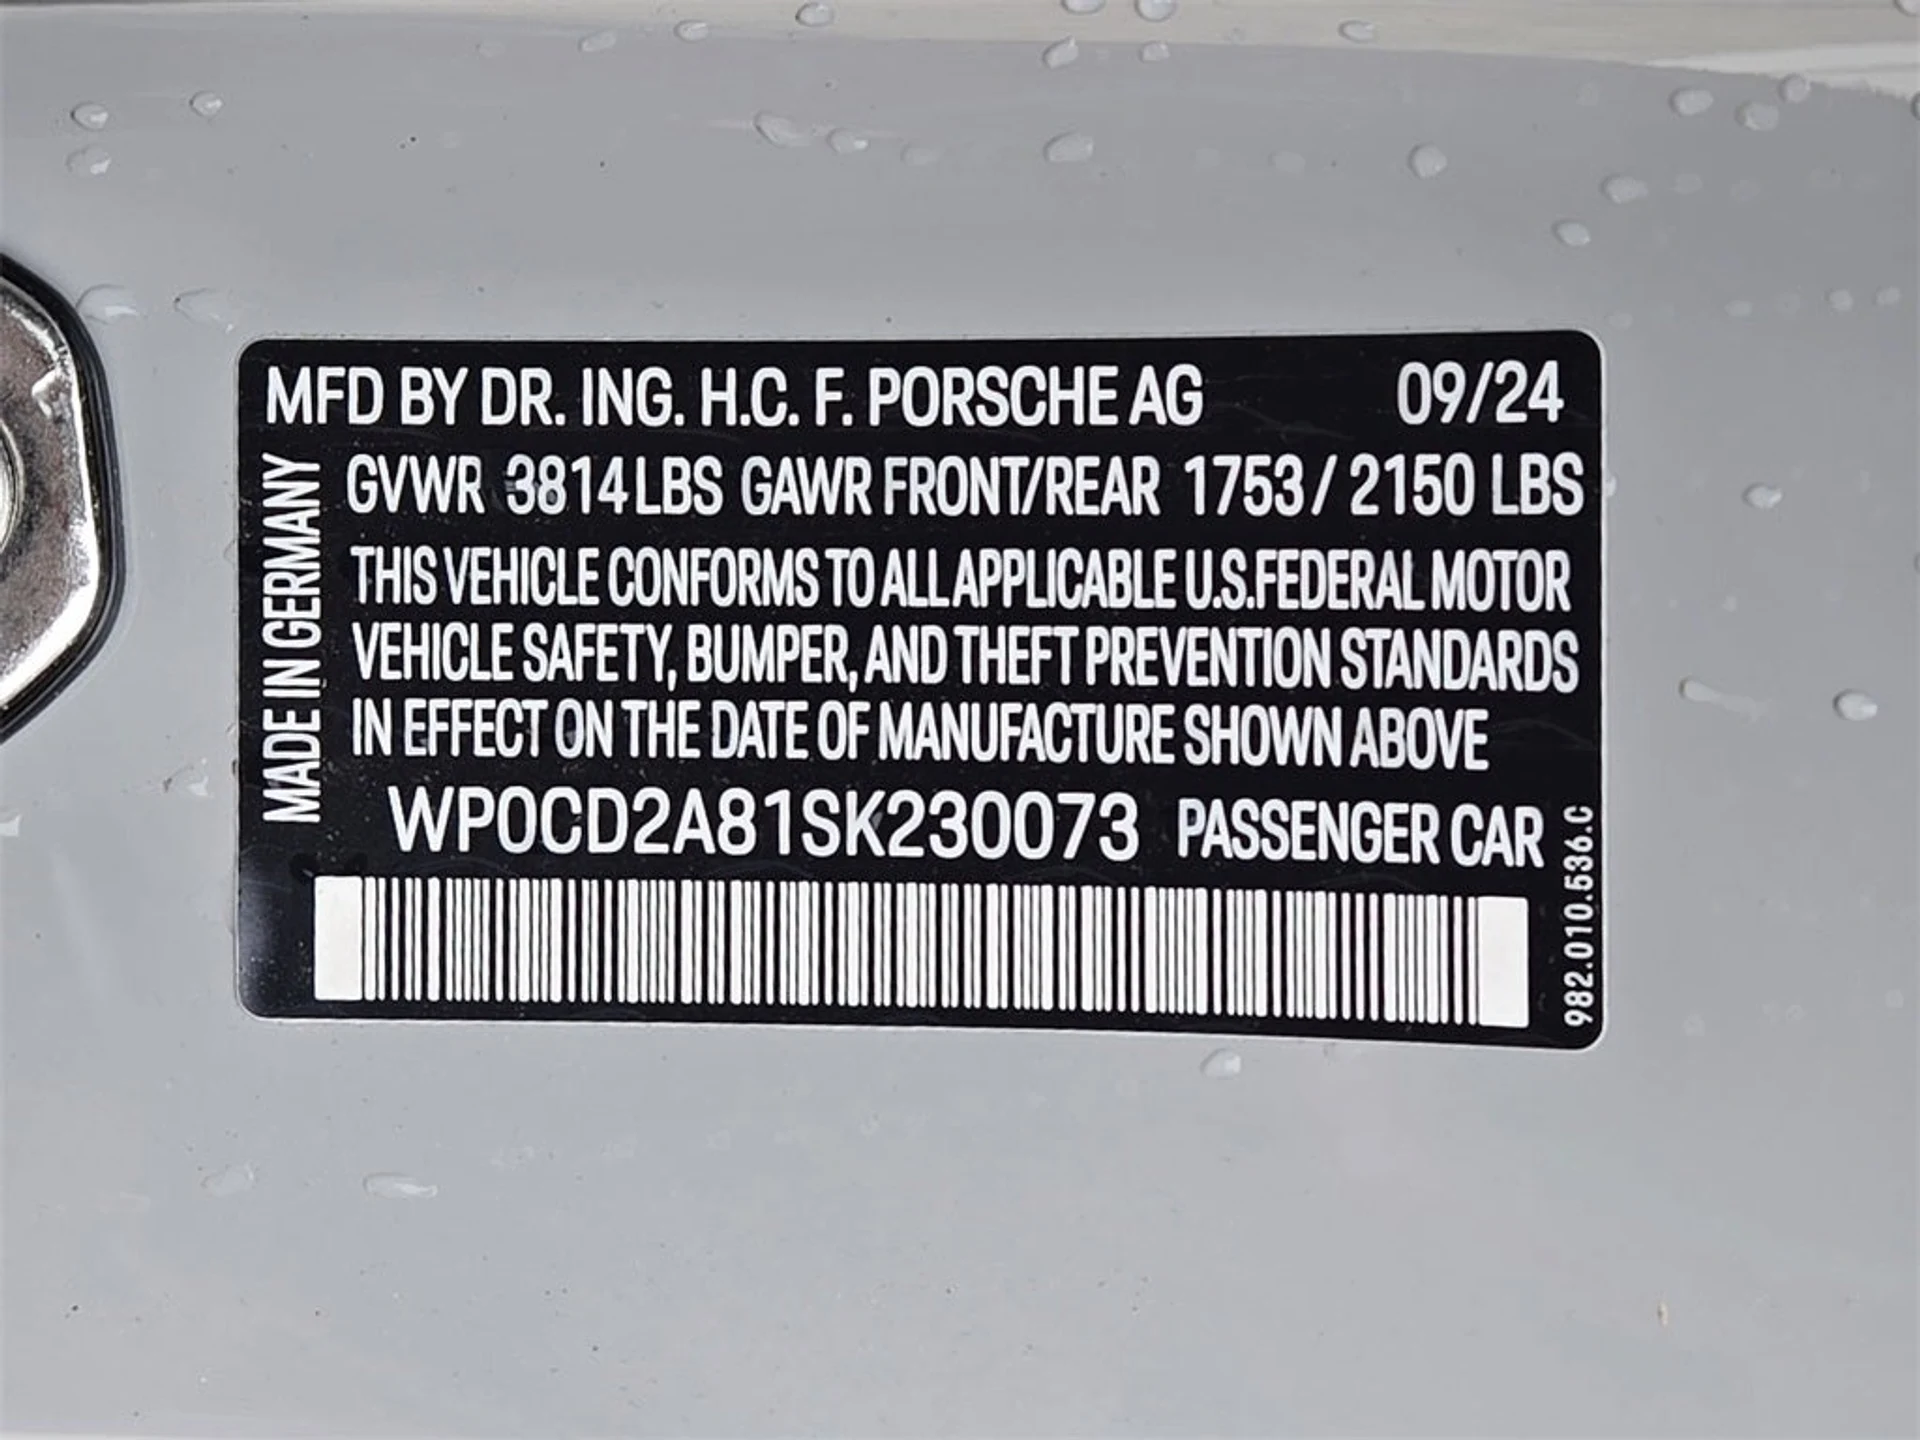 MFD BY DR. ING. H.C. F. PORSCHE AG 09/24
GVWR 3814 LBS GAWR FRONT/REAR 1753 / 2150 LBS
THIS VEHICLE CONFORMS TO ALL APPLICABLE U.S.FEDERAL MOTOR
VEHICLE SAFETY, BUMPER, AND THEFT PREVENTION STANDARDS
IN EFFECT ON THE DATE OF MANUFACTURE SHOWN ABOVE
WP0CD2A81SK230073 PASSENGER CAR
MADE IN GERMANY
982.010.536.C